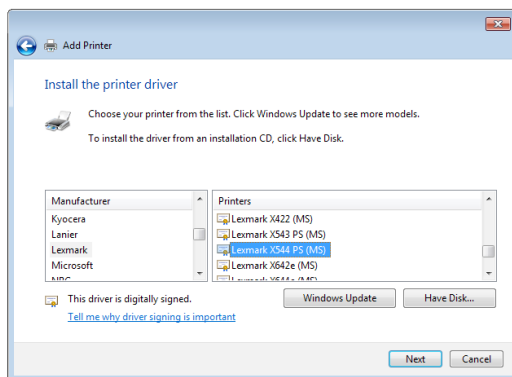 Add Printer
Install the printer driver
Choose your printer from the list. Click Windows Update to see more models.
To install the driver from an installation CD, click Have Disk.
Manufacturer
Kyocera
Lanier
Lexmark
Microsoft
Printers
Lexmark X422 (MS)
Lexmark X543 PS (MS)
Lexmark X544 PS (MS)
Lexmark X642e (MS)
This driver is digitally signed.
Tell me why driver signing is important
Windows Update
Have Disk...
Next
Cancel